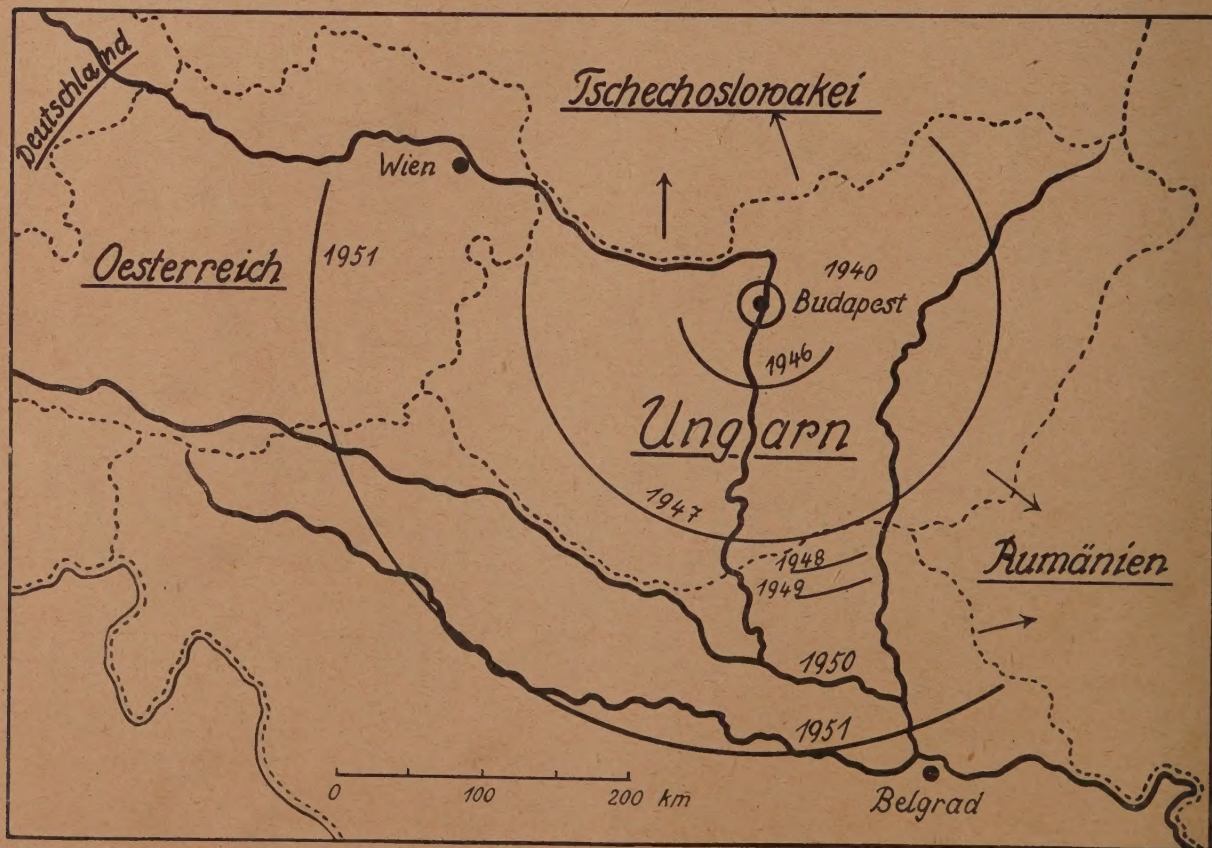 Deutschland
Tschechoslowakei
Wien
Oesterreich
1951
1940
Budapest
1946
Ungarn
1947
1948
1949
Rumänien
1950
1951
0 100 200 km
Belgrad